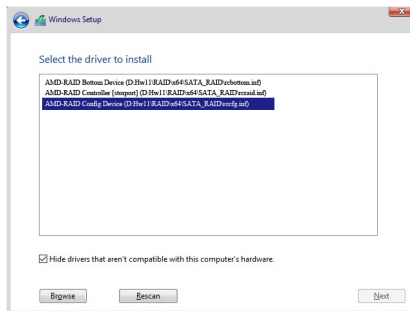 Windows Setup
Select the driver to install
AMD-RAID Bottom Device (D:Hw11\RAID\x64\SATA_RAID\rcbottom.inf)
AMD-RAID Controller [storport] (D:Hw11\RAID\x64\SATA_RAID\rcraid.inf)
AMD-RAID Config Device (D:Hw11\RAID\x64\SATA_RAID\rccfg.inf)
Hide drivers that aren't compatible with this computer's hardware.
Browse
Rescan
Next